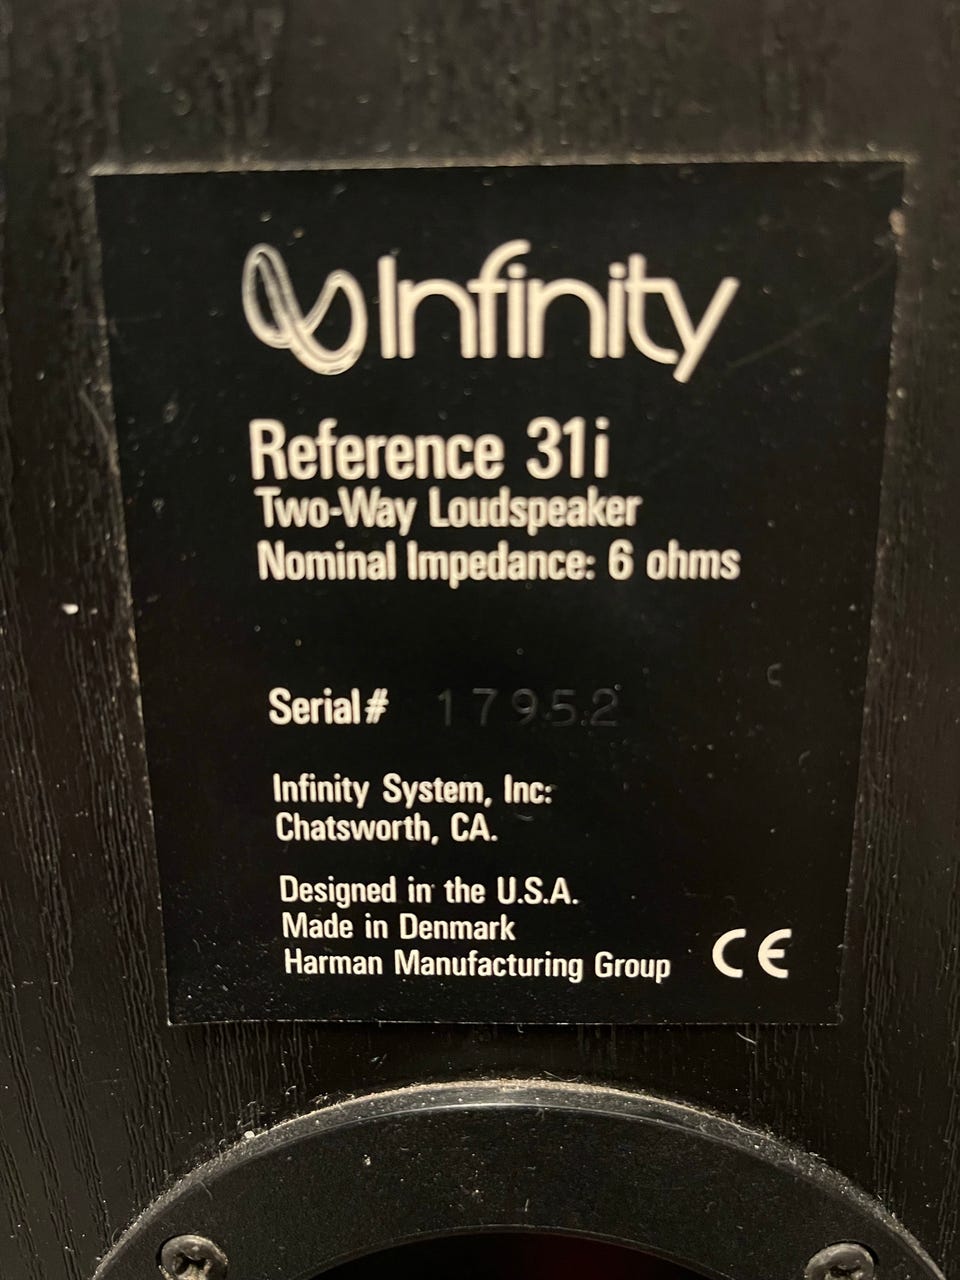 Infinity
Reference 31i
Two-Way Loudspeaker
Nominal Impedance: 6 ohms
Serial# 17952
Infinity System, Inc:
Chatsworth, CA.
Designed in the U.S.A.
Made in Denmark
Harman Manufacturing Group CE